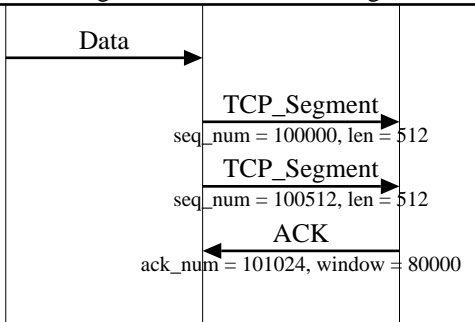 Data
TCP_Segment
seq_num = 100000, len = 512
TCP_Segment
seq_num = 100512, len = 512
ACK
ack_num = 101024, window = 80000